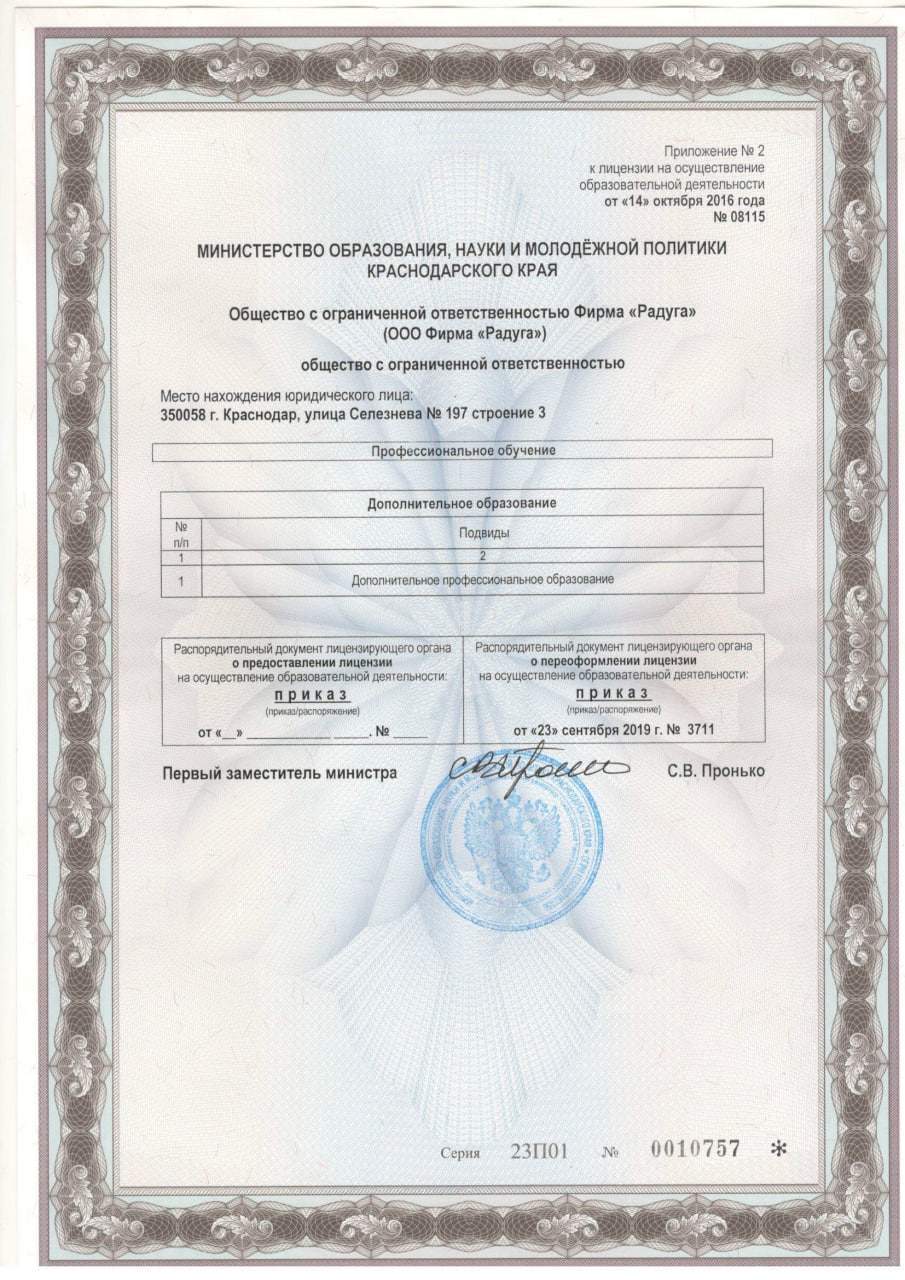 Приложение № 2
к лицензии на осуществление
образовательной деятельности
от «14» октября 2016 года
№ 08115
МИНИСТЕРСТВО ОБРАЗОВАНИЯ, НАУКИ И МОЛОДЁЖНОЙ ПОЛИТИКИ
КРАСНОДАРСКОГО КРАЯ
Общество с ограниченной ответственностью Фирма «Радуга»
(ООО Фирма «Радуга»)
общество с ограниченной ответственностью
Место нахождения юридического лица:
350058 г. Краснодар, улица Селезнева № 197 строение 3
Профессиональное обучение
Дополнительное образование
№
п/п
Подвиды
1 2
1 Дополнительное профессиональное образование
Распорядительный документ лицензирующего органа
о предоставлении лицензии
на осуществление образовательной деятельности:
приказ
(приказ/распоряжение)
от «__» ____________ _____. № _____
Распорядительный документ лицензирующего органа
о переоформлении лицензии
на осуществление образовательной деятельности:
приказ
(приказ/распоряжение)
от «23» сентября 2019 г. № 3711
Первый заместитель министра С.В. Пронько
Серия 23П01 № 0010757 *